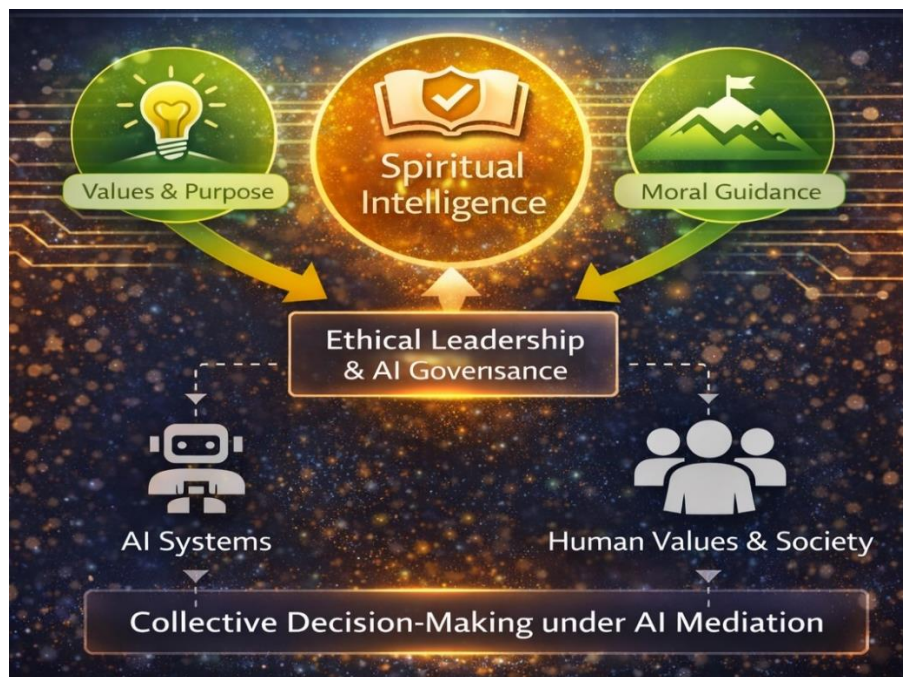 Spiritual
Intelligence
Values & Purpose
Moral Guidance
Ethical Leadership
& AI Goverısance
AI Systems
Human Values & Society
Collective Decision-Making under AI Mediation